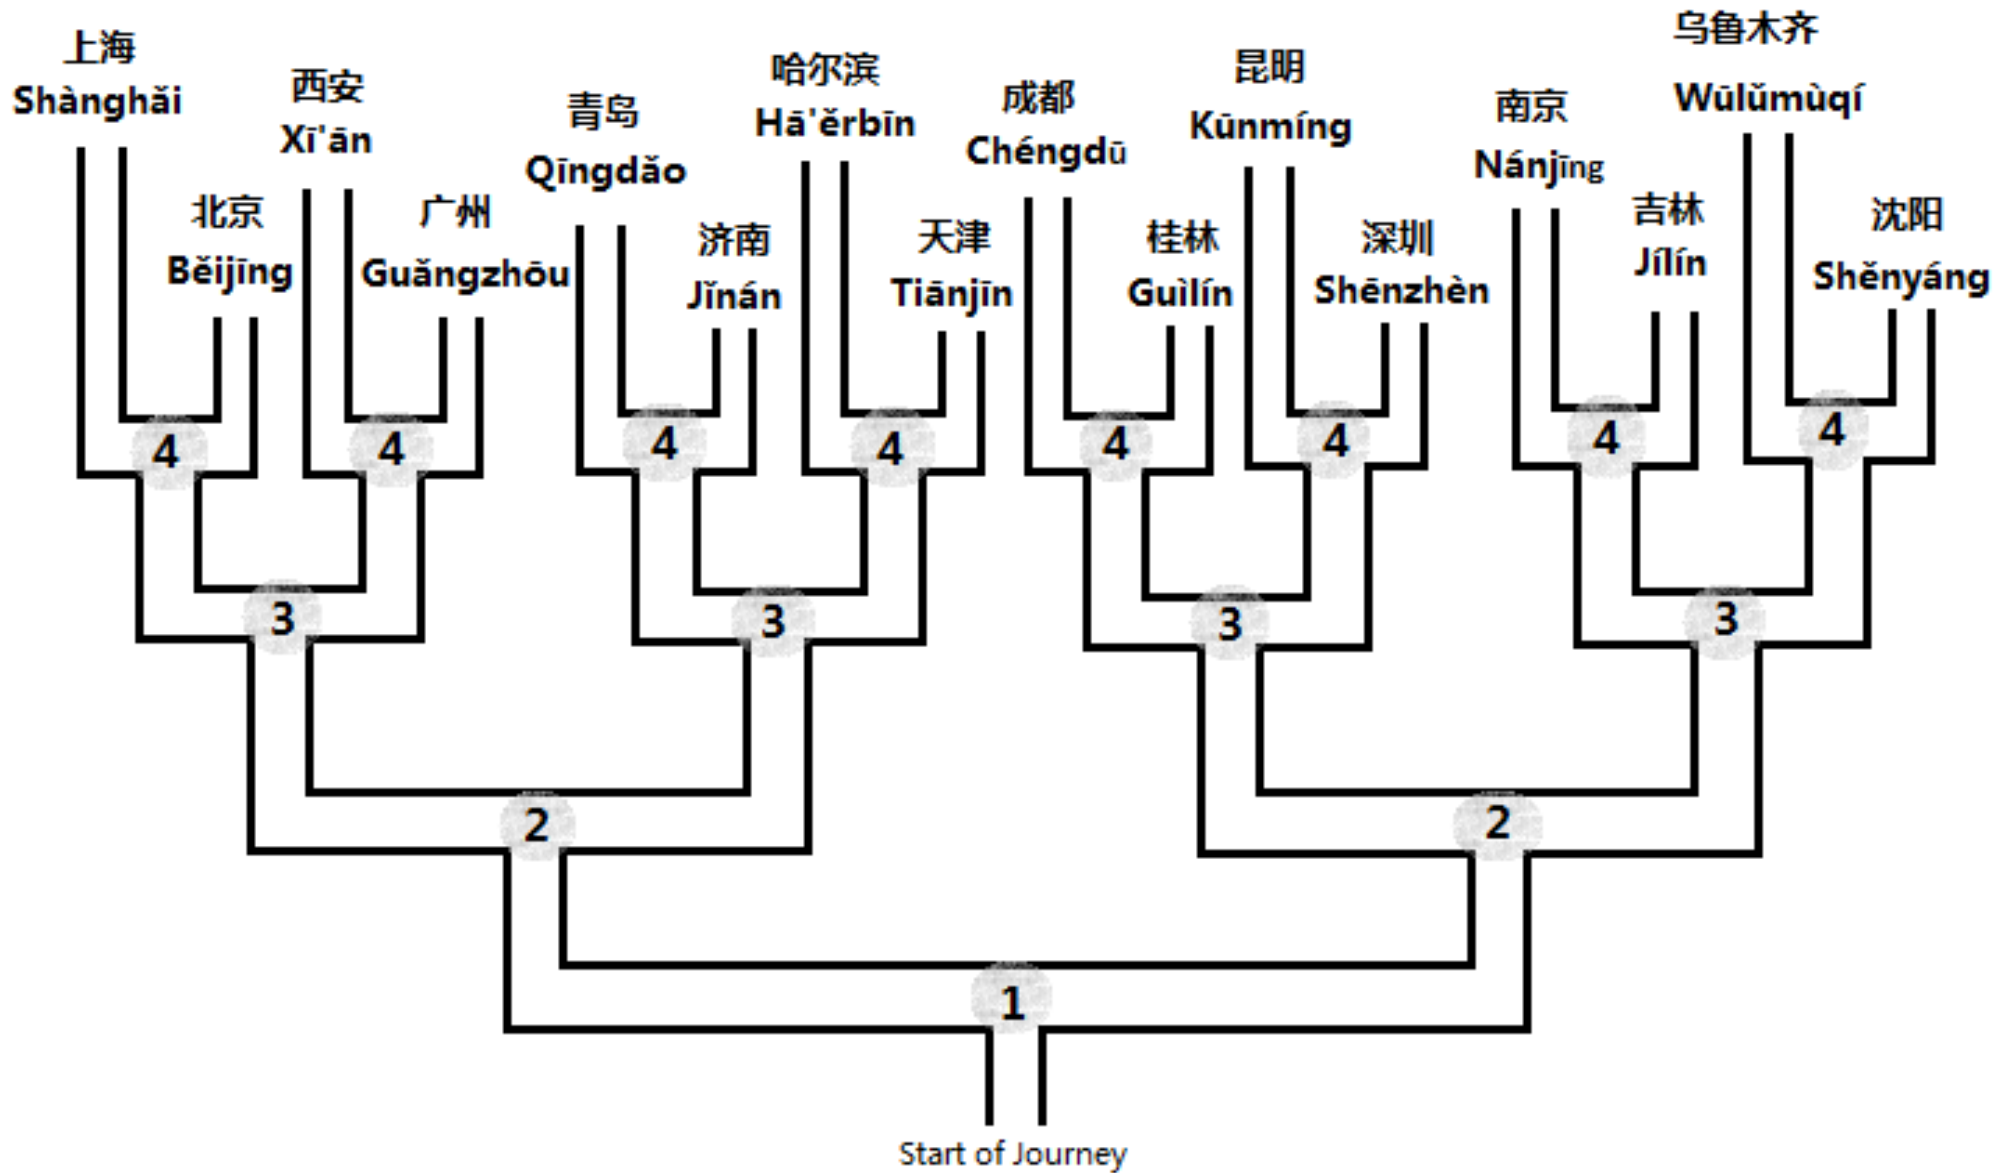 上海
Shànghǎi
西安
Xī'ān
青岛
Qīngdǎo
哈尔滨
Hā'ěrbīn
成都
Chéngdū
昆明
Kūnmíng
南京
Nánjīng
乌鲁木齐
Wūlǔmùqí
北京
Běijīng
广州
Guǎngzhōu
济南
Jǐnán
天津
Tiānjīn
桂林
Guìlín
深圳
Shēnzhèn
吉林
Jílín
沈阳
Shěnyáng
4
4
4
4
4
4
4
4
3
3
3
3
2
2
1
Start of Journey